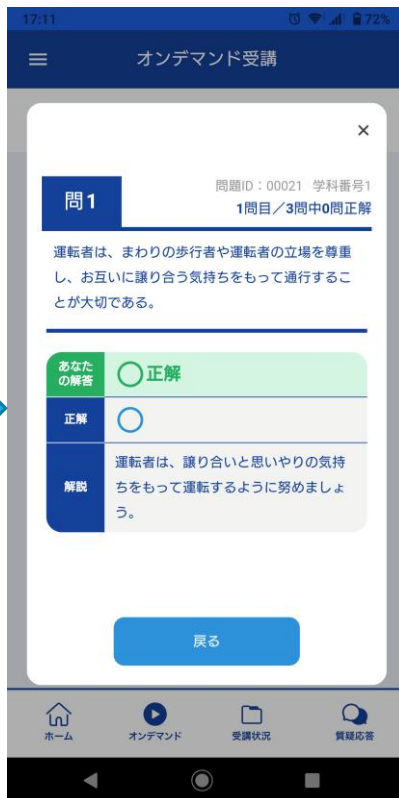 17:11
72%
オンデマンド受講
×
問題ID：00021 学科番号1
問1
1問目／3問中0問正解
運転者は、まわりの歩行者や運転者の立場を尊重
し、お互いに譲り合う気持ちをもって通行するこ
とが大切である。
あなた
の解答
○正解
正解
○
運転者は、譲り合いと思いやりの気持
解説
ちをもって運転するように努めましょ
う。
戻る
ホーム
オンデマンド
受講状況
質疑応答